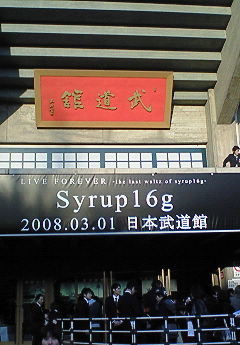 武道館
LIVE FOREVER -the last waltz of syrup16g-
Syrup16g
2008.03.01 日本武道館